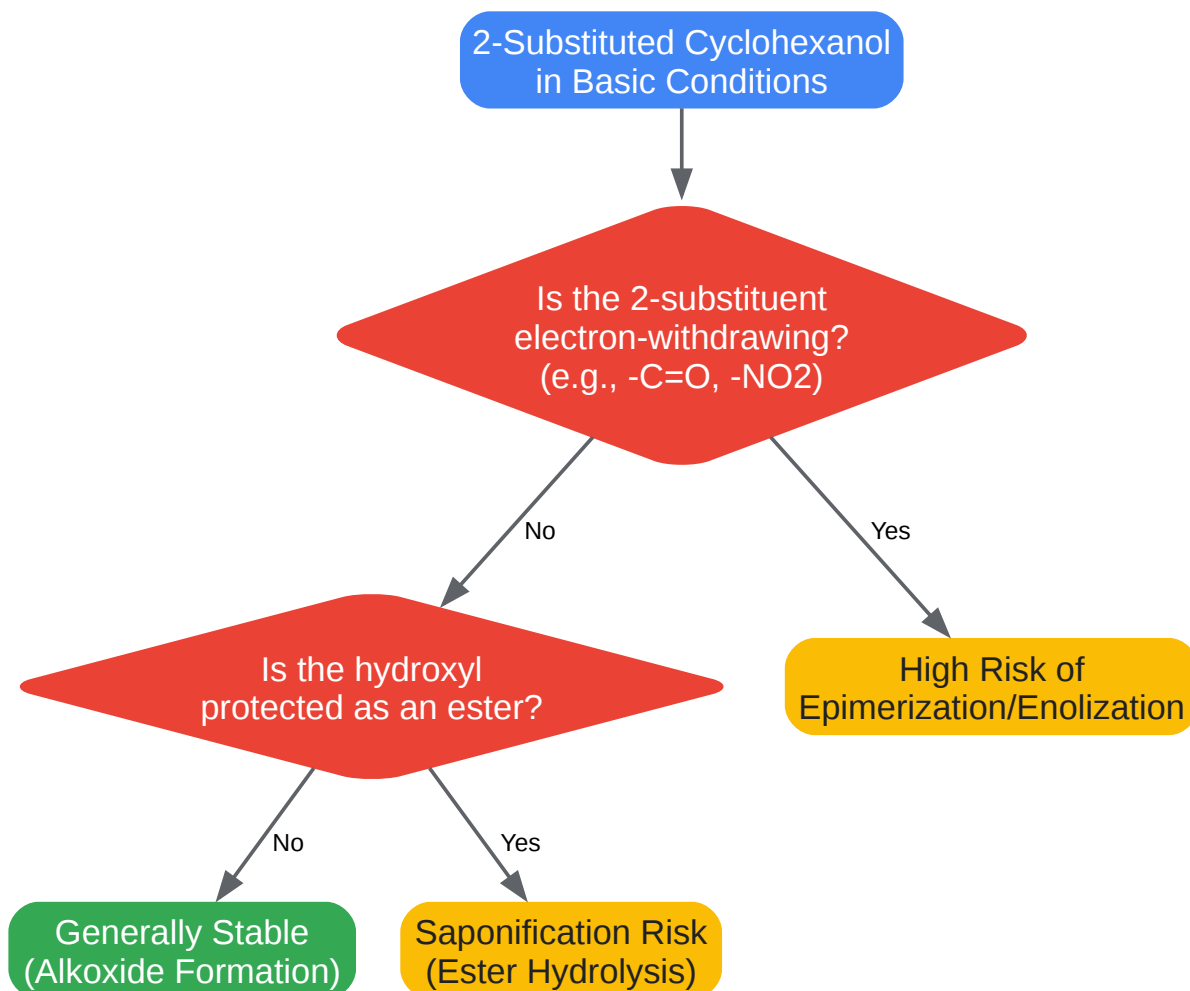 2-Substituted Cyclohexanol
in Basic Conditions
Is the 2-substituent
electron-withdrawing?
(e.g., -C=O, -NO2)
No
Yes
Is the hydroxyl
protected as an ester?
High Risk of
Epimerization/Enolization
No
Yes
Generally Stable
(Alkoxide Formation)
Saponification Risk
(Ester Hydrolysis)